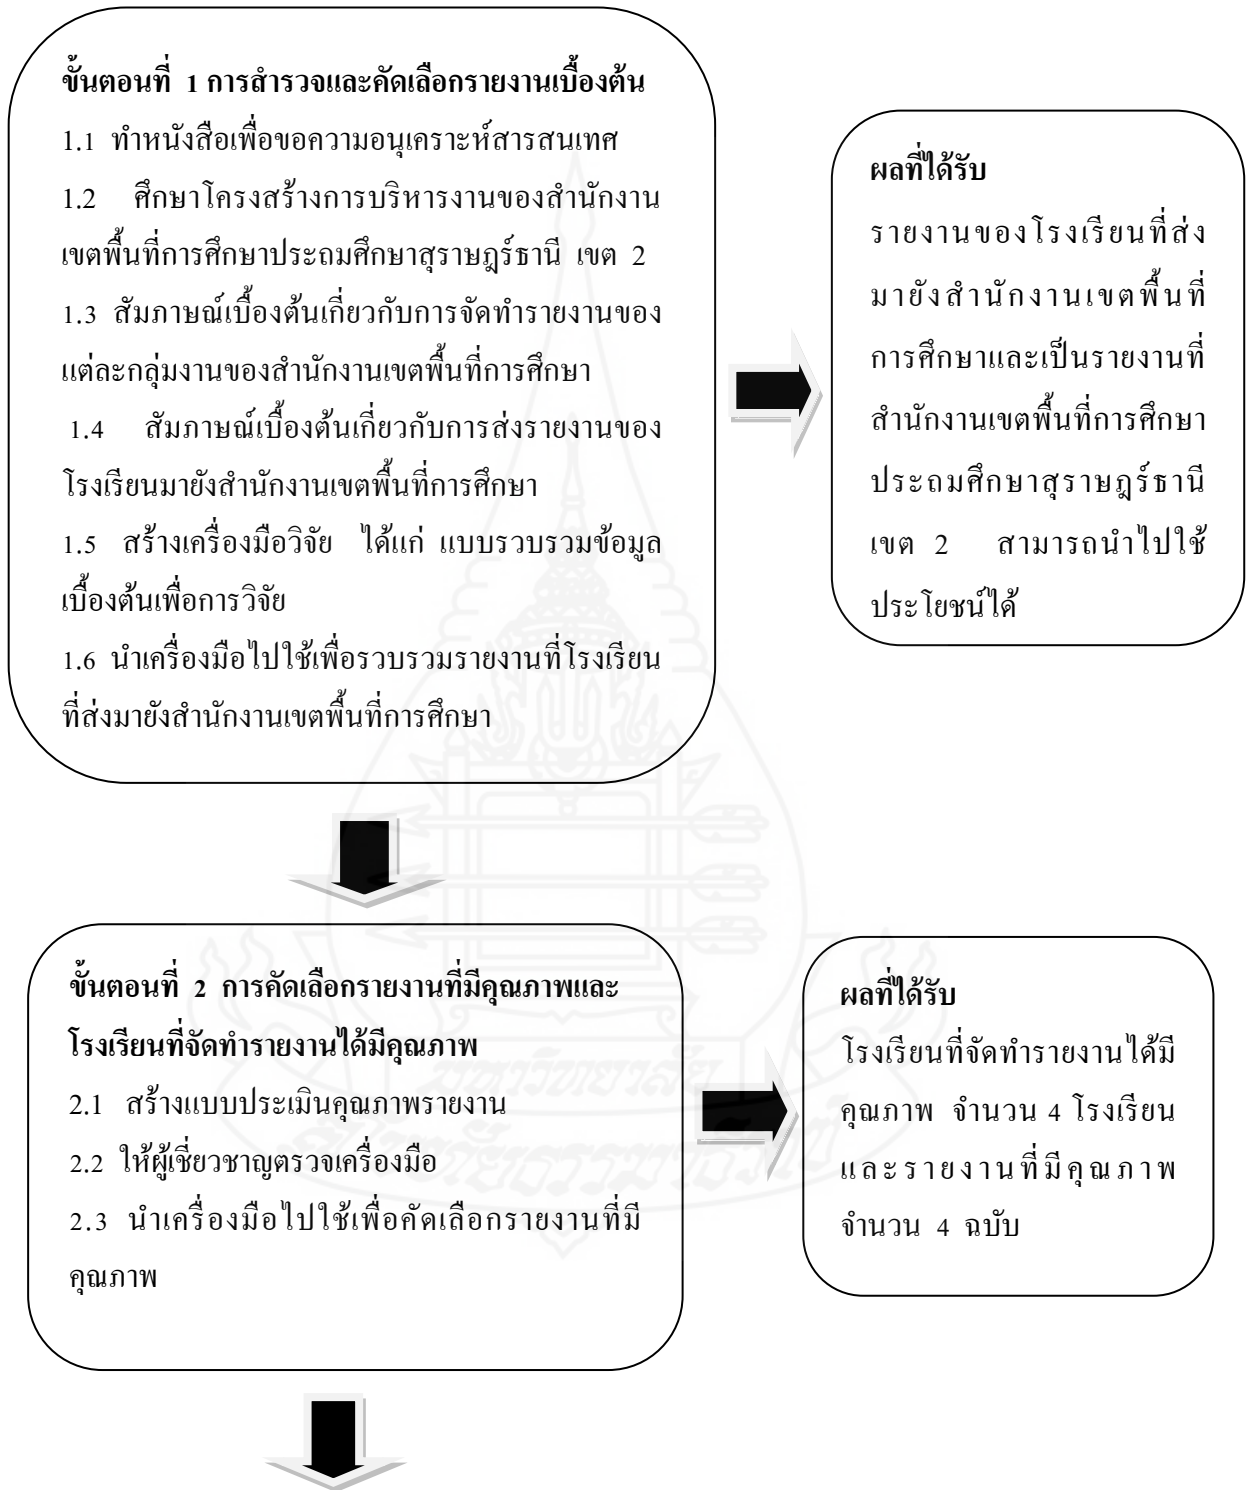 ขั้นตอนที่ 1 การสำรวจและคัดเลือกรายงานเบื้องต้น
1.1 ทำหนังสือเพื่อขอความอนุเคราะห์สารสนเทศ
1.2 ศึกษาโครงสร้างการบริหารงานของสำนักงาน
เขตพื้นที่การศึกษาประถมศึกษาสุราษฎร์ธานี เขต 2
1.3 สัมภาษณ์เบื้องต้นเกี่ยวกับการจัดทำรายงานของ
แต่ละกลุ่มงานของสำนักงานเขตพื้นที่การศึกษา
1.4 สัมภาษณ์เบื้องต้นเกี่ยวกับการส่งรายงานของ
โรงเรียนมายังสำนักงานเขตพื้นที่การศึกษา
1.5 สร้างเครื่องมือวิจัย ได้แก่ แบบรวบรวมข้อมูล
เบื้องต้นเพื่อการวิจัย
1.6 นำเครื่องมือไปใช้เพื่อรวบรวมรายงานที่โรงเรียน
ที่ส่งมายังสำนักงานเขตพื้นที่การศึกษา
ผลที่ได้รับ
รายงานของโรงเรียนที่ส่ง
มายังสำนักงานเขตพื้นที่
การศึกษาและเป็นรายงานที่
สำนักงานเขตพื้นที่การศึกษา
ประถมศึกษาสุราษฎร์ธานี
เขต 2 สามารถนำไปใช้
ประโยชน์ได้
ขั้นตอนที่ 2 การคัดเลือกรายงานที่มีคุณภาพและ
โรงเรียนที่จัดทำรายงานได้มีคุณภาพ
2.1 สร้างแบบประเมินคุณภาพรายงาน
2.2 ให้ผู้เชี่ยวชาญตรวจเครื่องมือ
2.3 นำเครื่องมือไปใช้เพื่อคัดเลือกรายงานที่มี
คุณภาพ
ผลที่ได้รับ
โรงเรียนที่จัดทำรายงานได้มี
คุณภาพ จำนวน 4 โรงเรียน
และรายงานที่มีคุณภาพ
จำนวน 4 ฉบับ
มหาวิทยาลัย
สุโขทัยธรรมาธิราช